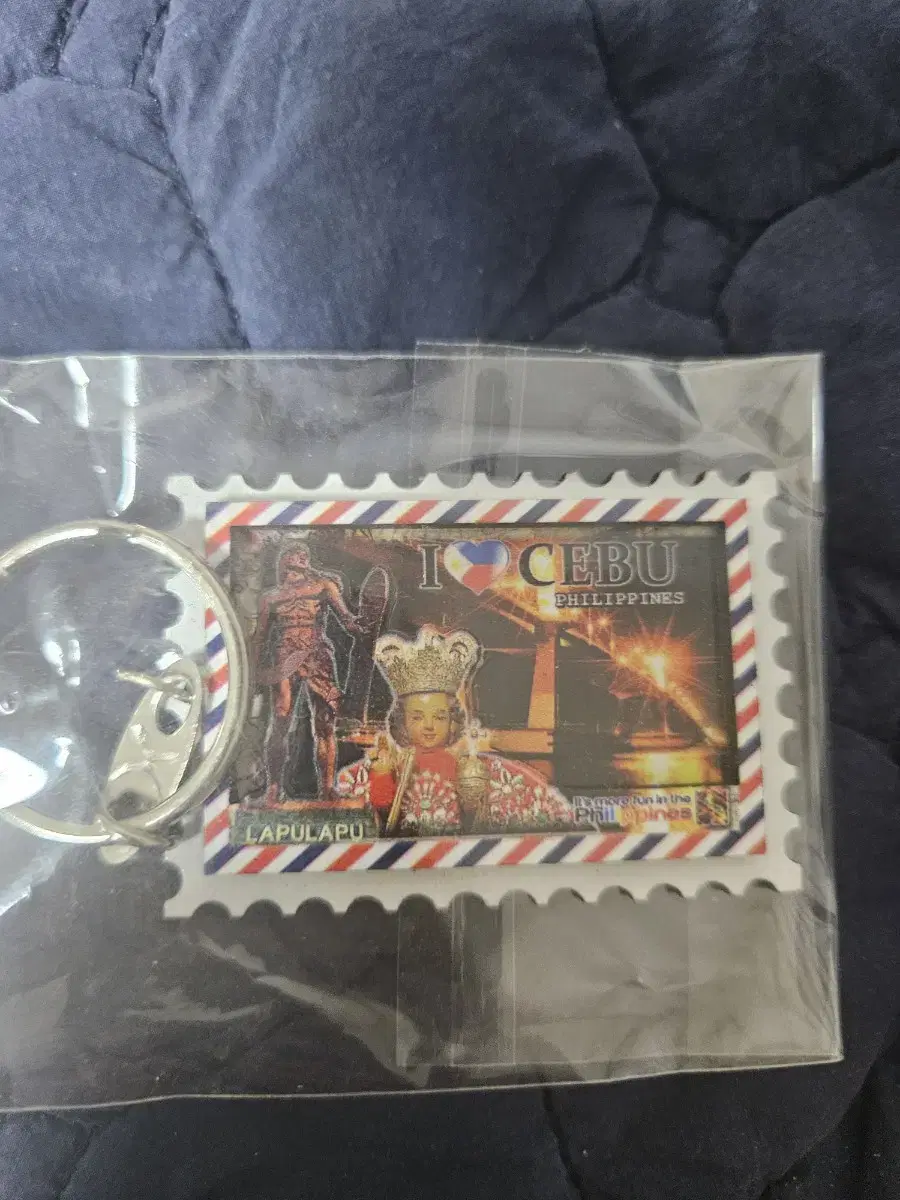 I CEBU
PHILIPPINES
It's more fun in the
Philippines
LAPULAPU